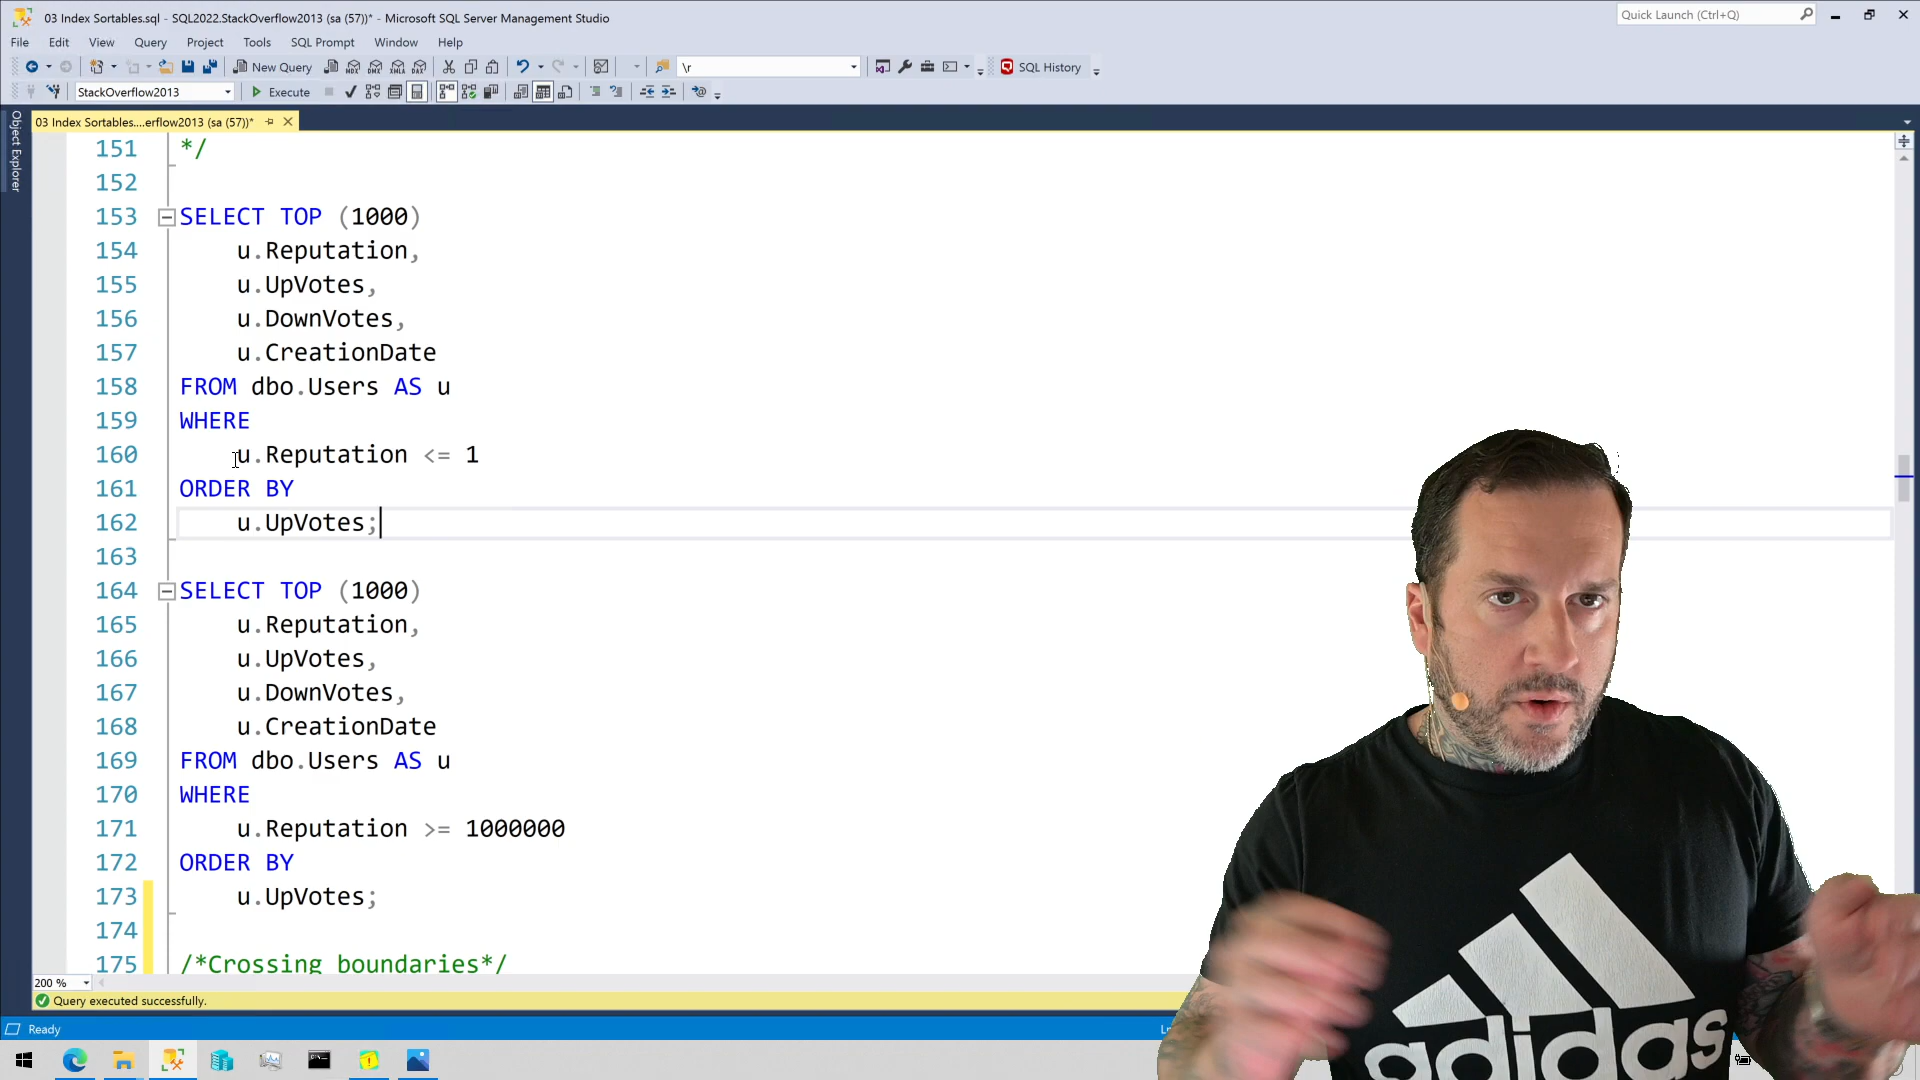 03 Index Sortables.sql - SQL2022.StackOverflow2013 (sa (57))* - Microsoft SQL Server Management Studio
Quick Launch (Ctrl+Q)
File Edit View Query Project Tools SQL Prompt Window Help
New Query MDX DMX XMLA DAX \r SQL History
StackOverflow2013 Execute
03 Index Sortables....erflow2013 (sa (57))*
Object Explorer
151 */
152
153 SELECT TOP (1000)
154 u.Reputation,
155 u.UpVotes,
156 u.DownVotes,
157 u.CreationDate
158 FROM dbo.Users AS u
159 WHERE
160 u.Reputation <= 1
161 ORDER BY
162 u.UpVotes;
163
164 SELECT TOP (1000)
165 u.Reputation,
166 u.UpVotes,
167 u.DownVotes,
168 u.CreationDate
169 FROM dbo.Users AS u
170 WHERE
171 u.Reputation >= 1000000
172 ORDER BY
173 u.UpVotes;
174
175 /*Crossing boundaries*/
200 %
Query executed successfully.
Ready
adidas